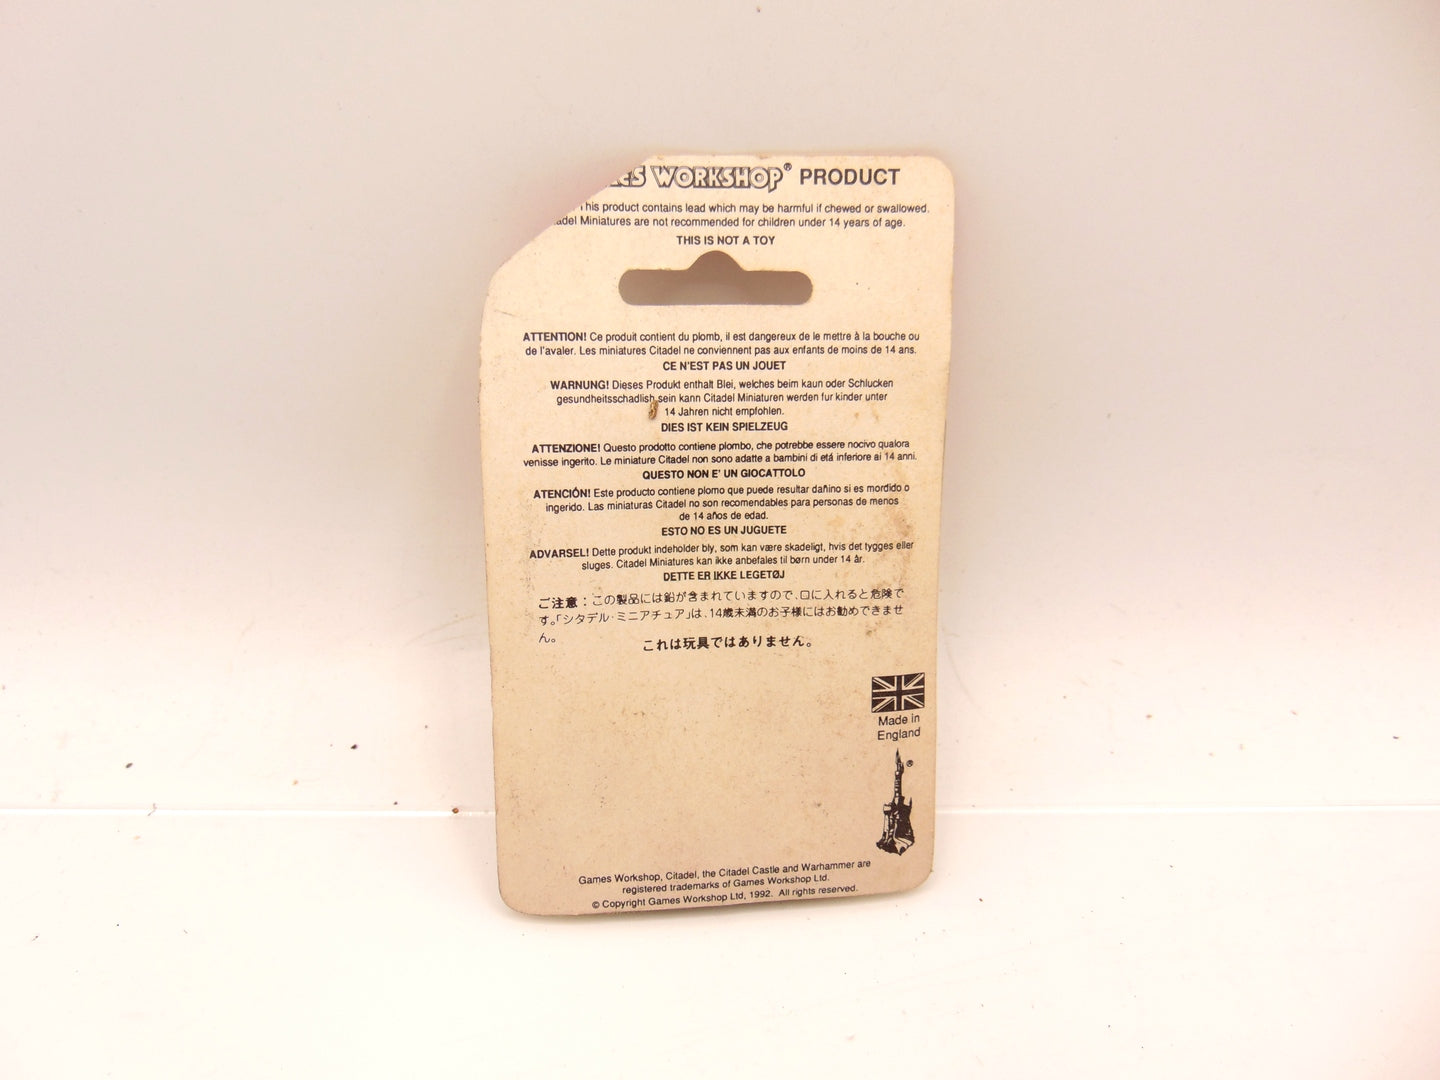 WORKSHOP® PRODUCT
This product contains lead which may be harmful if chewed or swallowed.
Miniatures are not recommended for children under 14 years of age.
THIS IS NOT A TOY
ATTENTION! Ce produit contient du plomb, il est dangereux de le mettre à la bouche ou
de l'avaler. Les miniatures Citadel ne conviennent pas aux enfants de moins de 14 ans.
CE N'EST PAS UN JOUET
WARNUNG! Dieses Produkt enthalt Blei, welches beim kaun oder Schlucken
gesundheitsschadlish sein kann Citadel Miniaturen werden fur kinder unter
14 Jahren nicht empfohlen.
DIES IST KEIN SPIELZEUG
ATTENZIONE! Questo prodotto contiene plombo, che potrebbe essere nocivo qualora
venisse ingerito. Le miniature Citadel non sono adatte a bambini di etá inferiore ai 14 anni.
QUESTO NON E' UN GIOCATTOLO
ATENCIÓN! Este producto contiene plomo que puede resultar dañino si es mordido o
ingerido. Las miniaturas Citadel no son recomendables para personas de menos
de 14 años de edad.
ESTO NO ES UN JUGUETE
ADVARSEL! Dette produkt indeholder bly, som kan være skadeligt, hvis det tygges eller
sluges. Citadel Miniatures kan ikke anbefales til børn under 14 år.
DETTE ER IKKE LEGETØJ
ご注意：この製品には鉛が含まれていますので、口に入れると危険で
す。「シタデル・ミニアチュア」は、14歳未満のお子様にはお勧めできませ
ん。
これは玩具ではありません。
Made in
England
®
Games Workshop, Citadel, the Citadel Castle and Warhammer are
registered trademarks of Games Workshop Ltd.
© Copyright Games Workshop Ltd, 1992. All rights reserved.